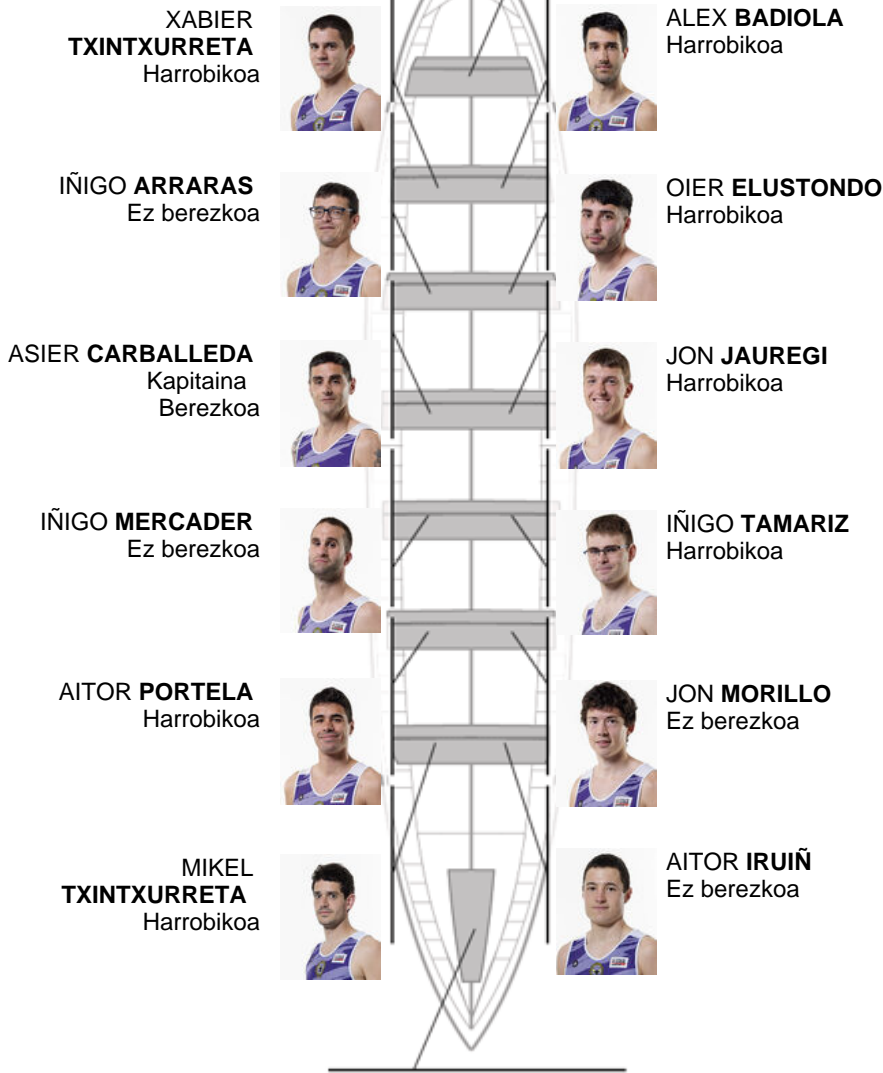 XABIER
TXINTXURRETA
Harrobikoa
ALEX BADIOLA
Harrobikoa
IÑIGO ARRARAS
Ez berezkoa
OIER ELUSTONDO
Harrobikoa
ASIER CARBALLEDA
Kapitaina
Berezkoa
JON JAUREGI
Harrobikoa
IÑIGO MERCADER
Ez berezkoa
IÑIGO TAMARIZ
Harrobikoa
AITOR PORTELA
Harrobikoa
JON MORILLO
Ez berezkoa
MIKEL
TXINTXURRETA
Harrobikoa
AITOR IRUIÑ
Ez berezkoa